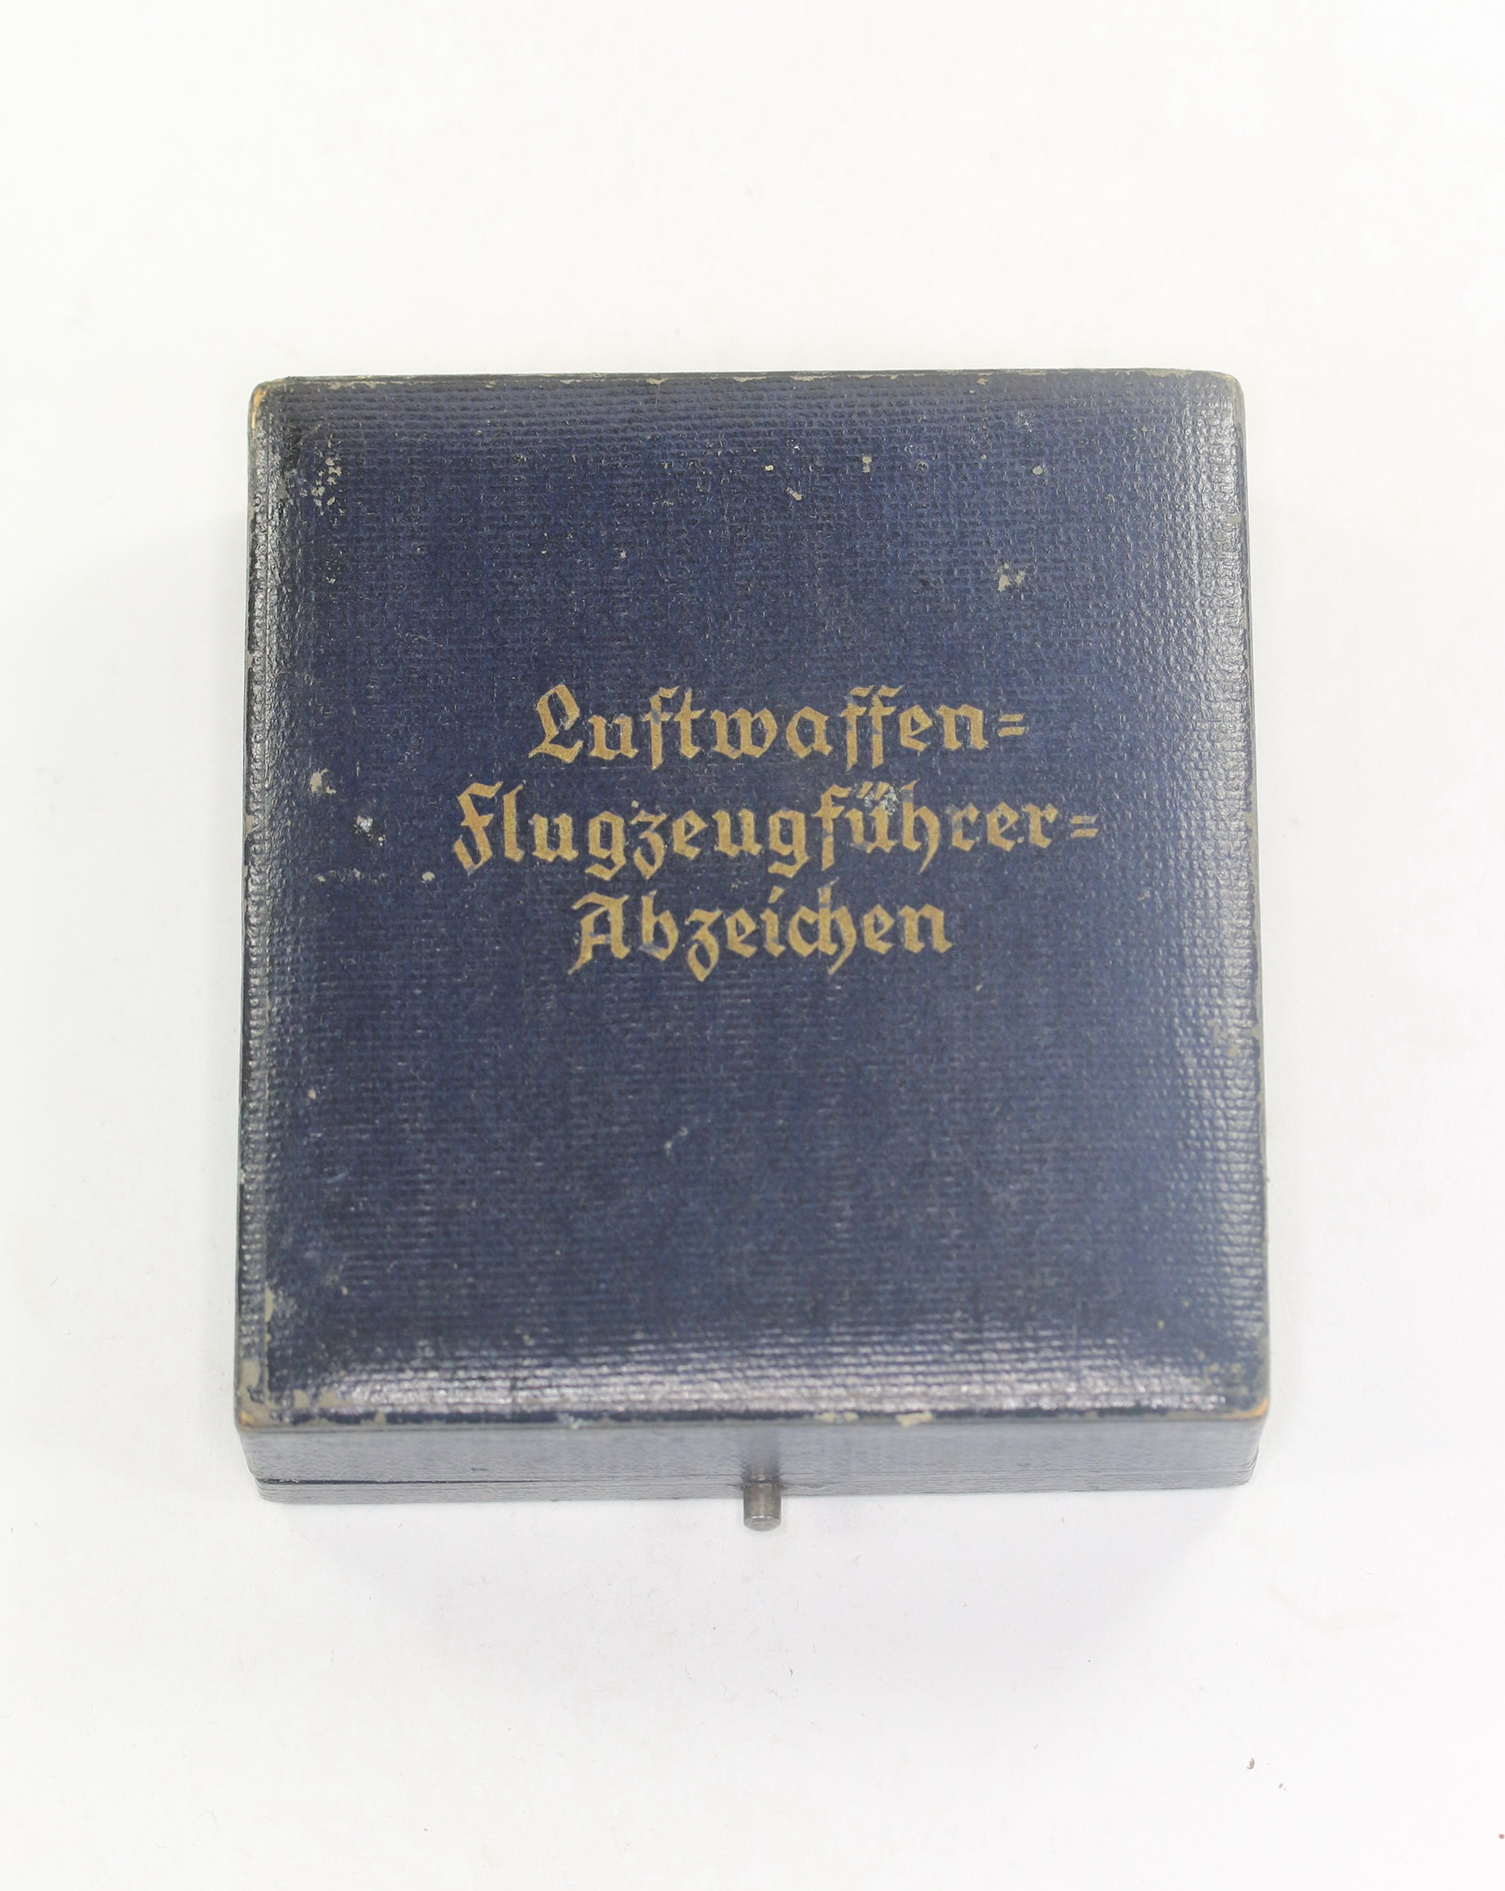 Luftwaffen=
Flugzeugführer=
Abzeichen